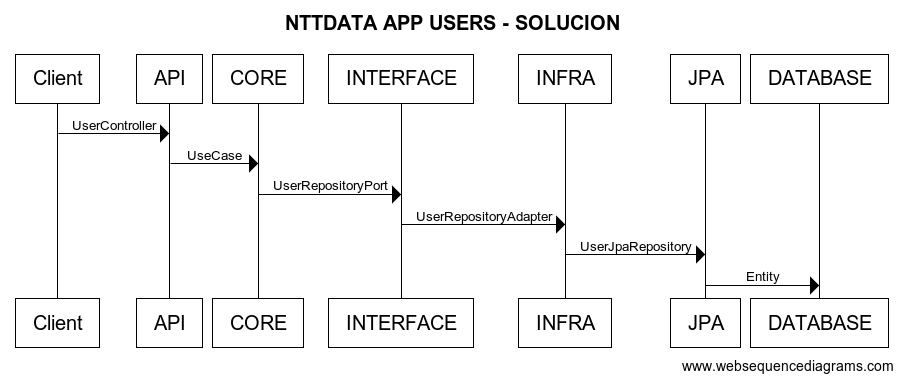 NTTDATA APP USERS - SOLUCION
Client API CORE INTERFACE INFRA JPA DATABASE
UserController
UseCase
UserRepositoryPort
UserRepositoryAdapter
UserJpaRepository
Entity
Client API CORE INTERFACE INFRA JPA DATABASE
www.websequencediagrams.com